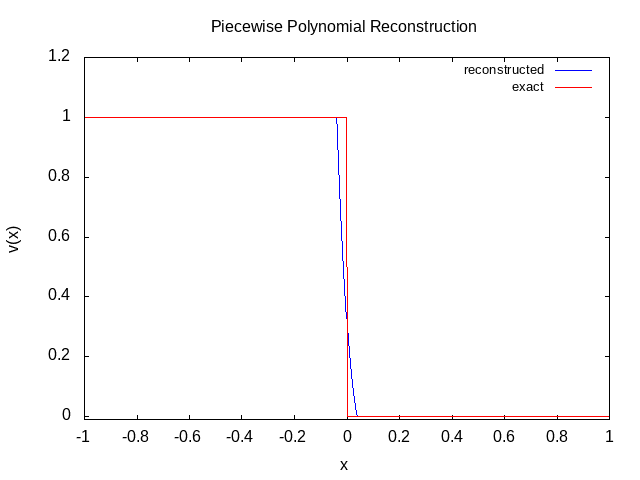 Piecewise Polynomial Reconstruction
1.2
reconstructed
exact
1
0.8
v(x)
0.6
0.4
0.2
0
-1 -0.8 -0.6 -0.4 -0.2 0 0.2 0.4 0.6 0.8 1
x